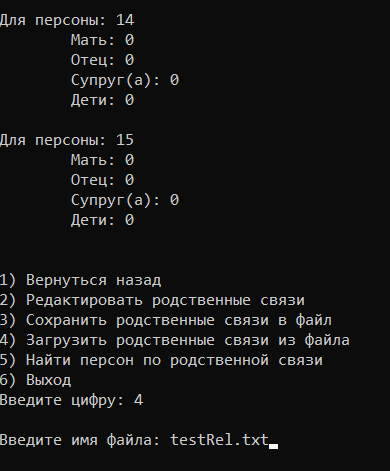 Для персоны: 14
Мать: 0
Отец: 0
Супруг(а): 0
Дети: 0
Для персоны: 15
Мать: 0
Отец: 0
Супруг(а): 0
Дети: 0
1) Вернуться назад
2) Редактировать родственные связи
3) Сохранить родственные связи в файл
4) Загрузить родственные связи из файла
5) Найти персон по родственной связи
6) Выход
Введите цифру: 4
Введите имя файла: testRel.txt